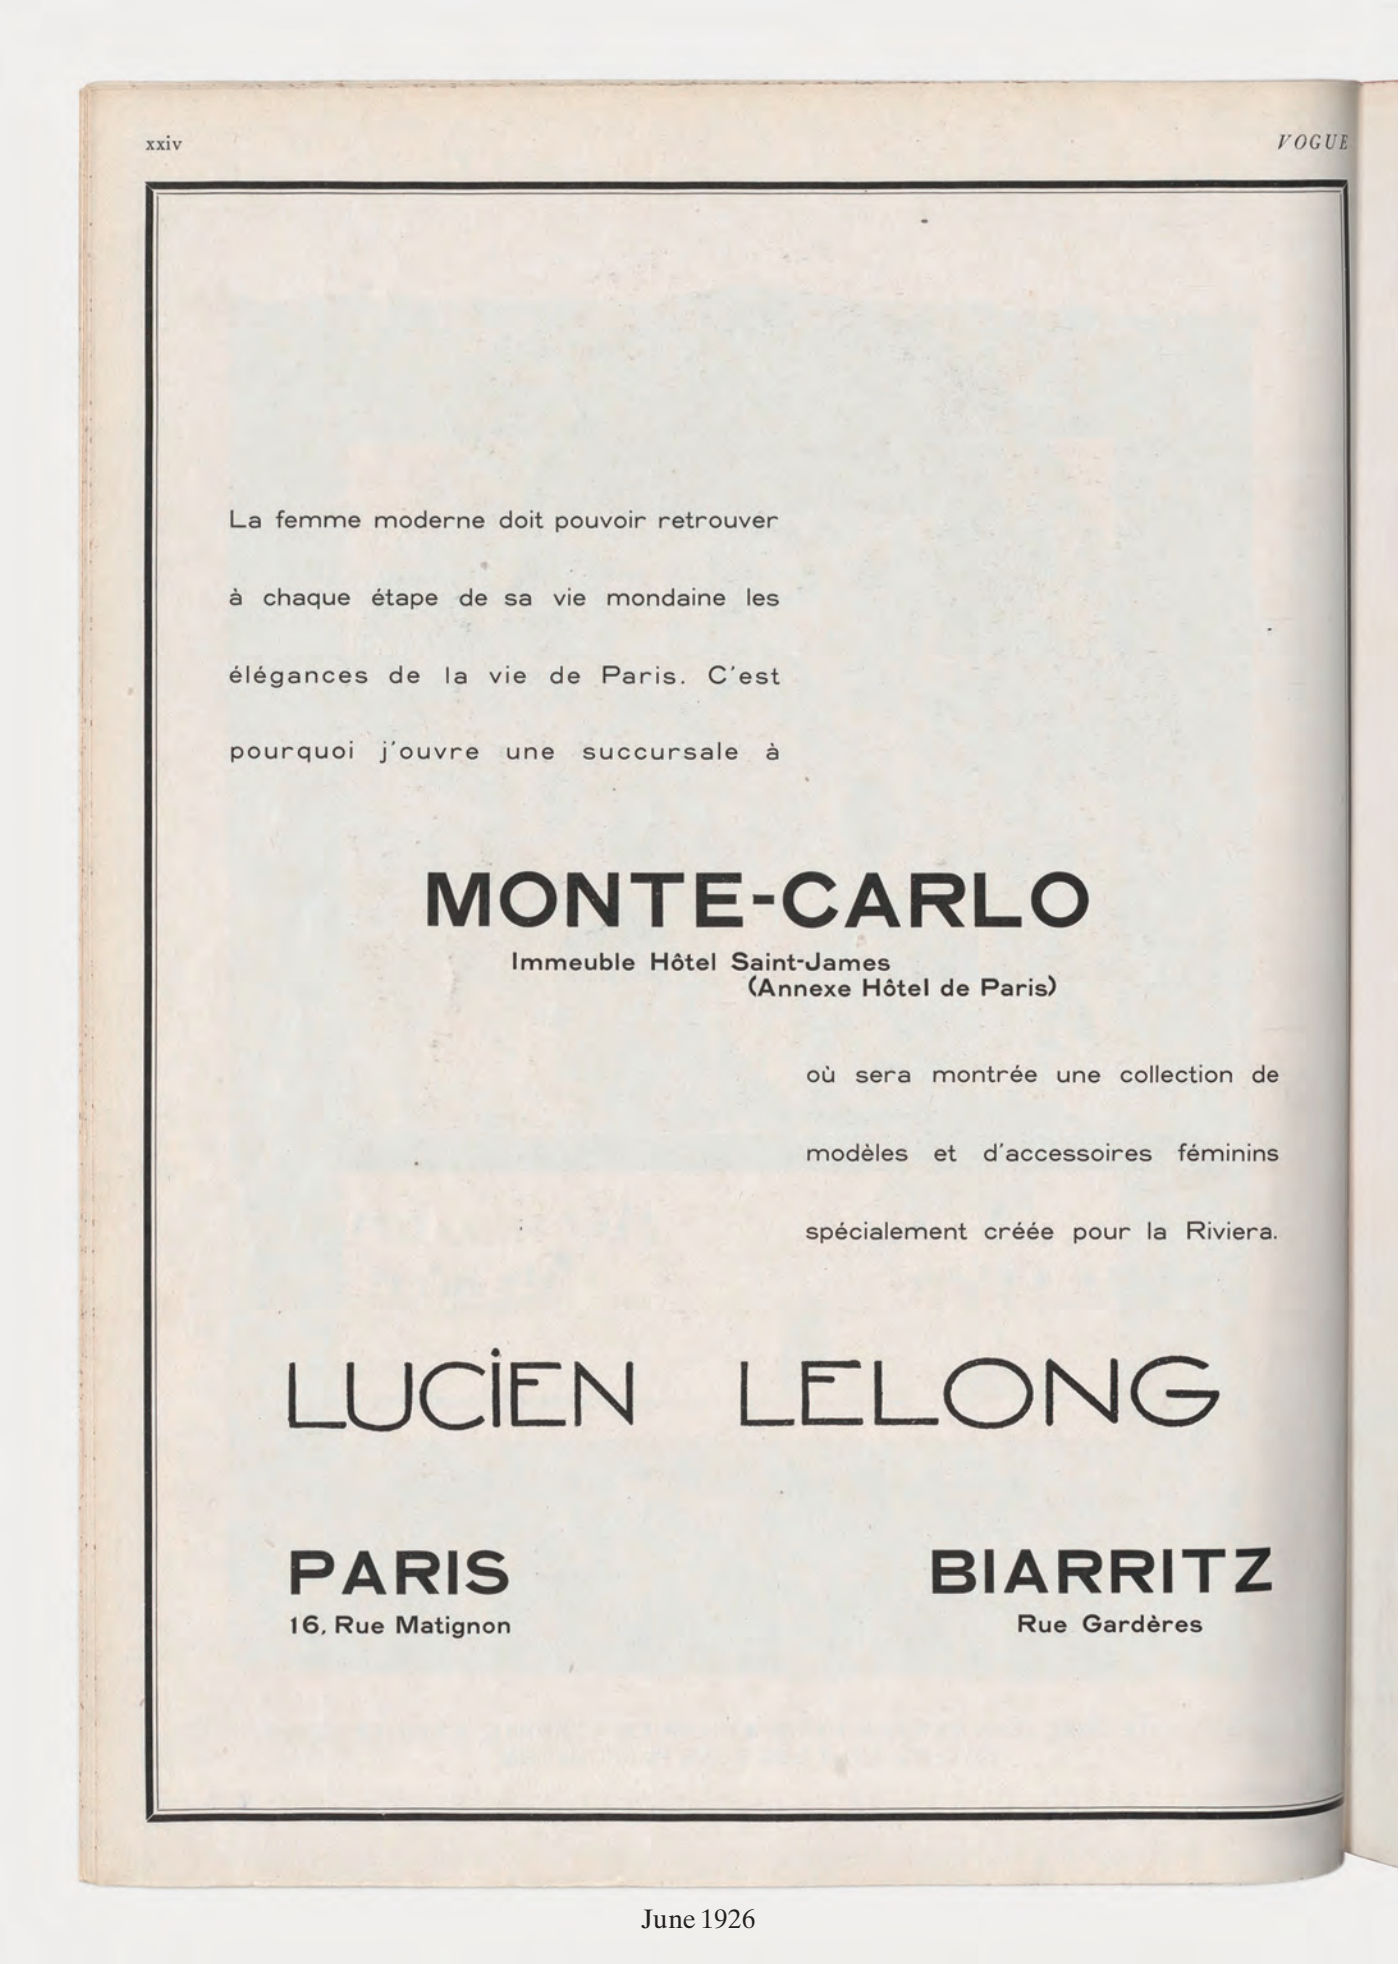 xxiv
VOGUE
La femme moderne doit pouvoir retrouver
à chaque étape de sa vie mondaine les
élégances de la vie de Paris. C'est
pourquoi j'ouvre une succursale à
MONTE-CARLO
Immeuble Hôtel Saint-James
(Annexe Hôtel de Paris)
où sera montrée une collection de
modèles et d'accessoires féminins
spécialement créée pour la Riviera.
LUCiEN LELONG
PARIS
16, Rue Matignon
BIARRITZ
Rue Gardères
June 1926